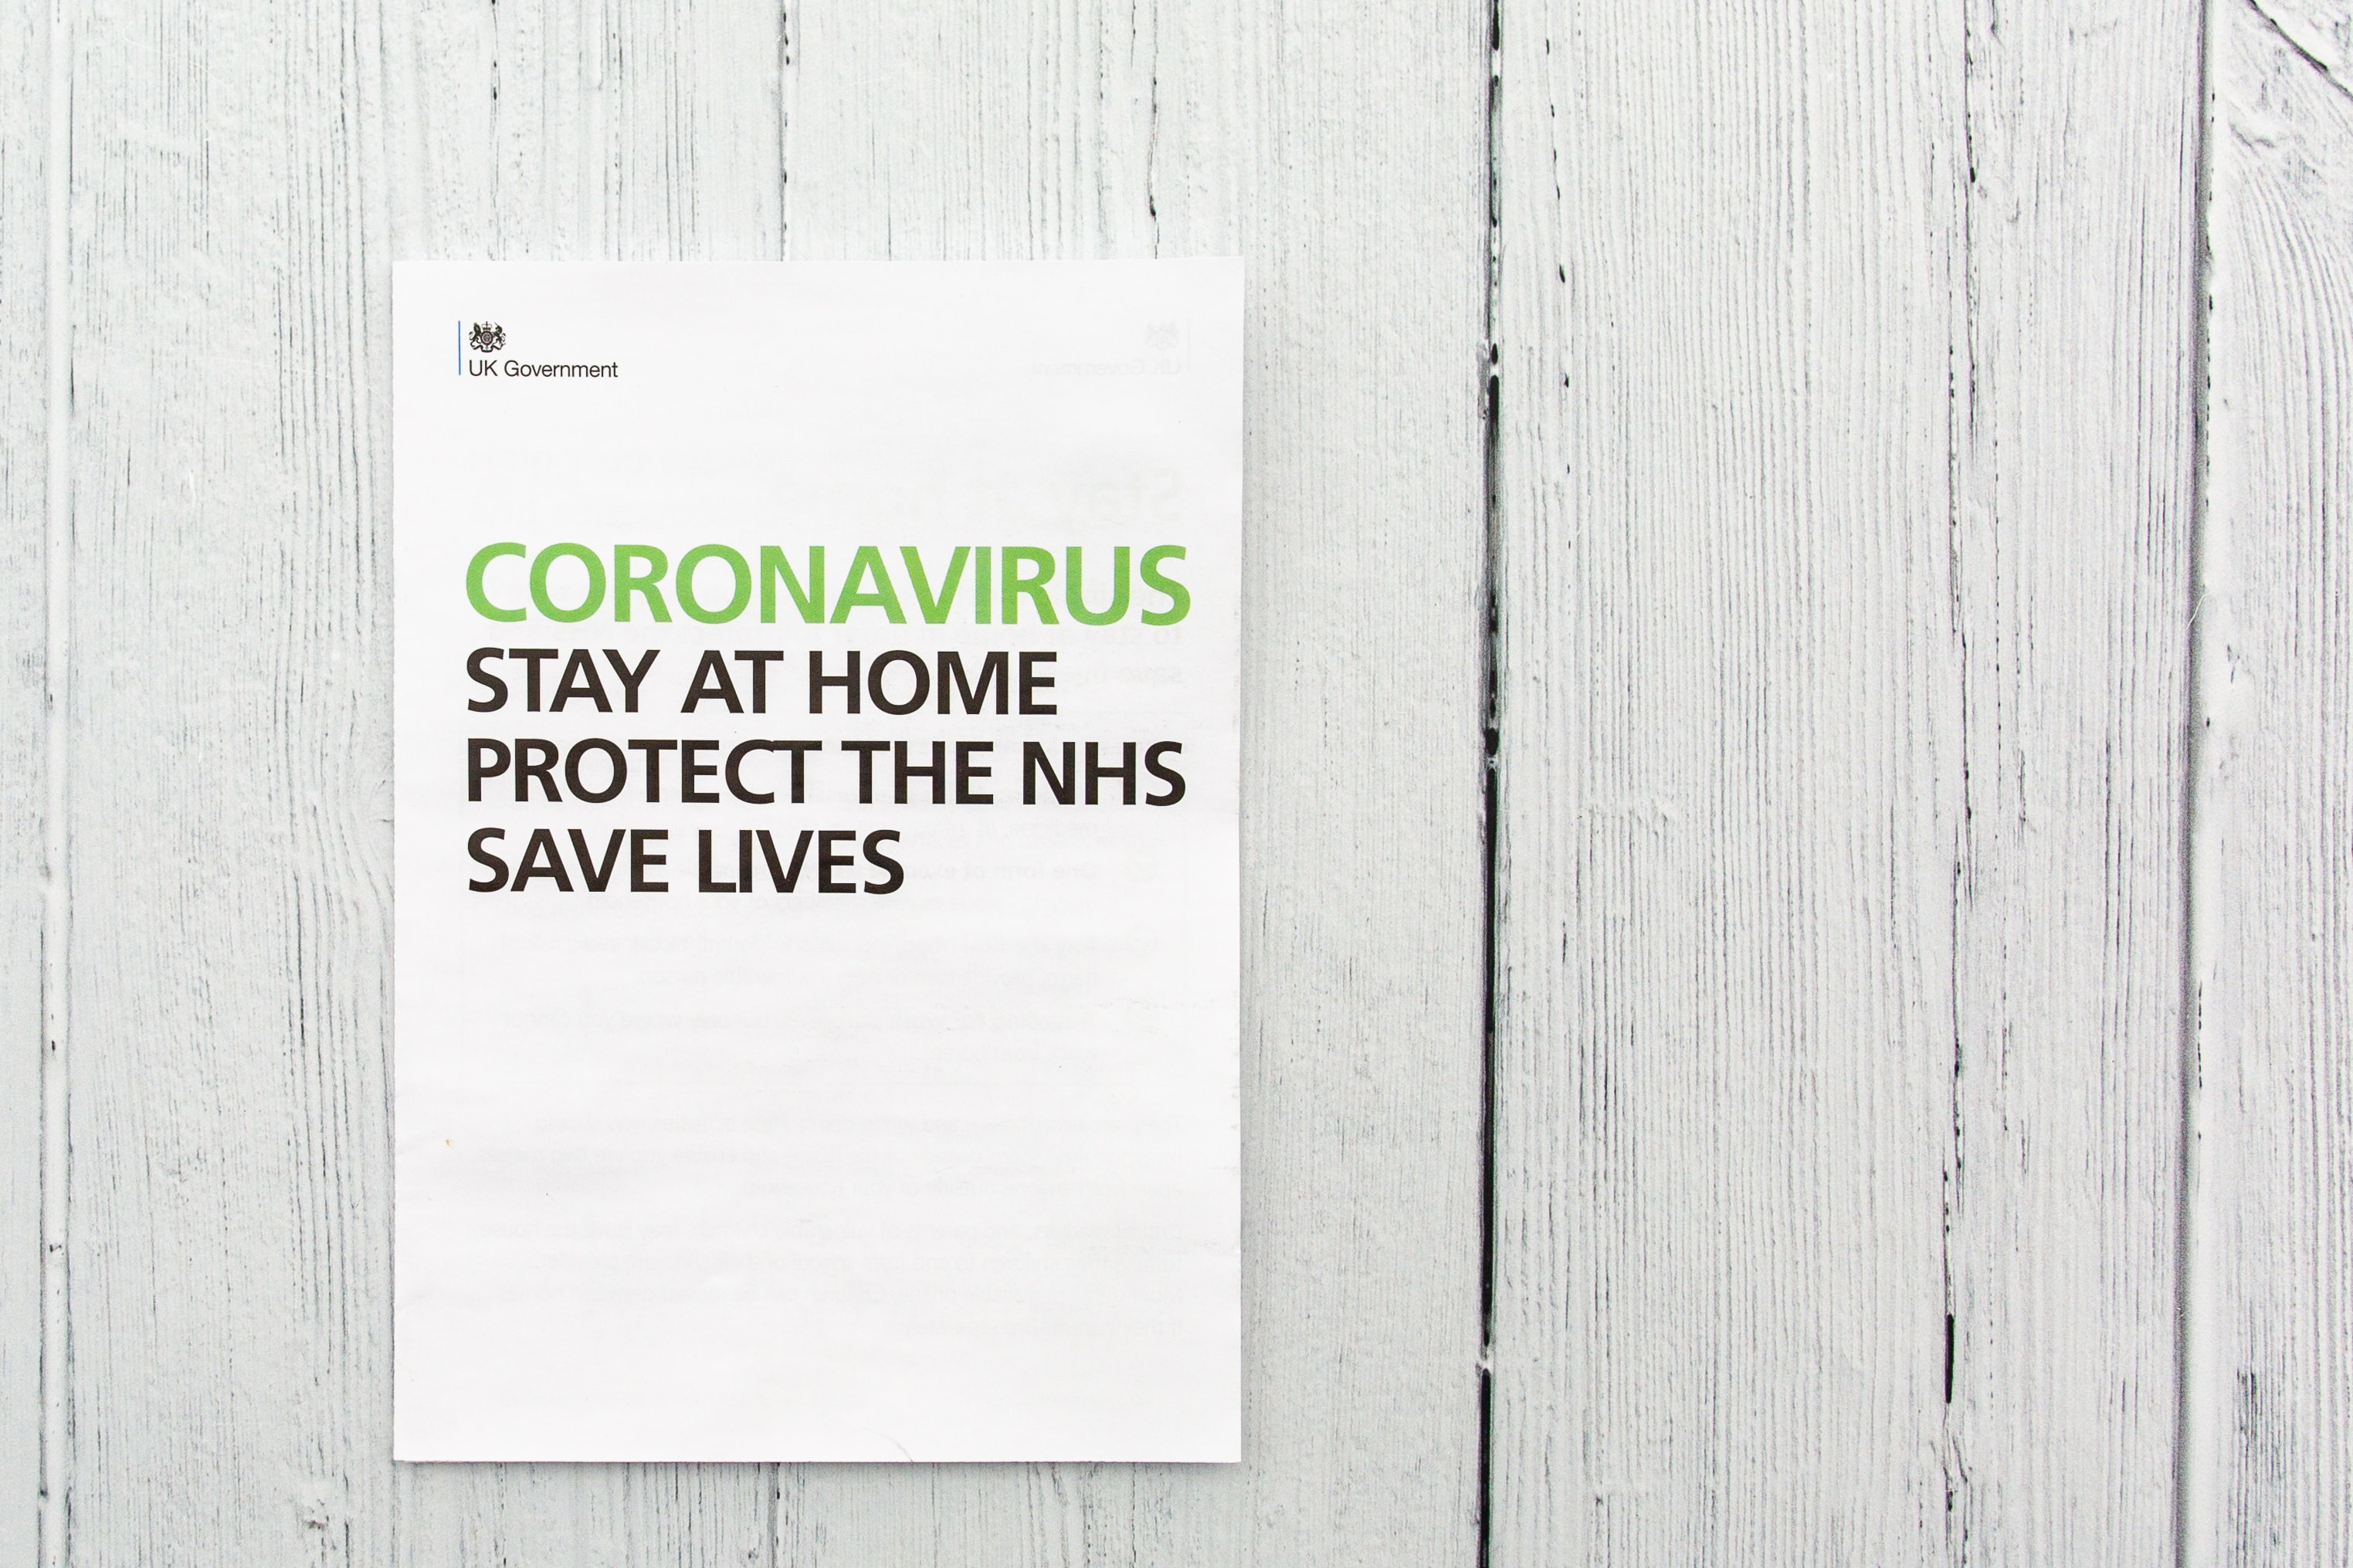 UK Government
CORONAVIRUS
STAY AT HOME
PROTECT THE NHS
SAVE LIVES